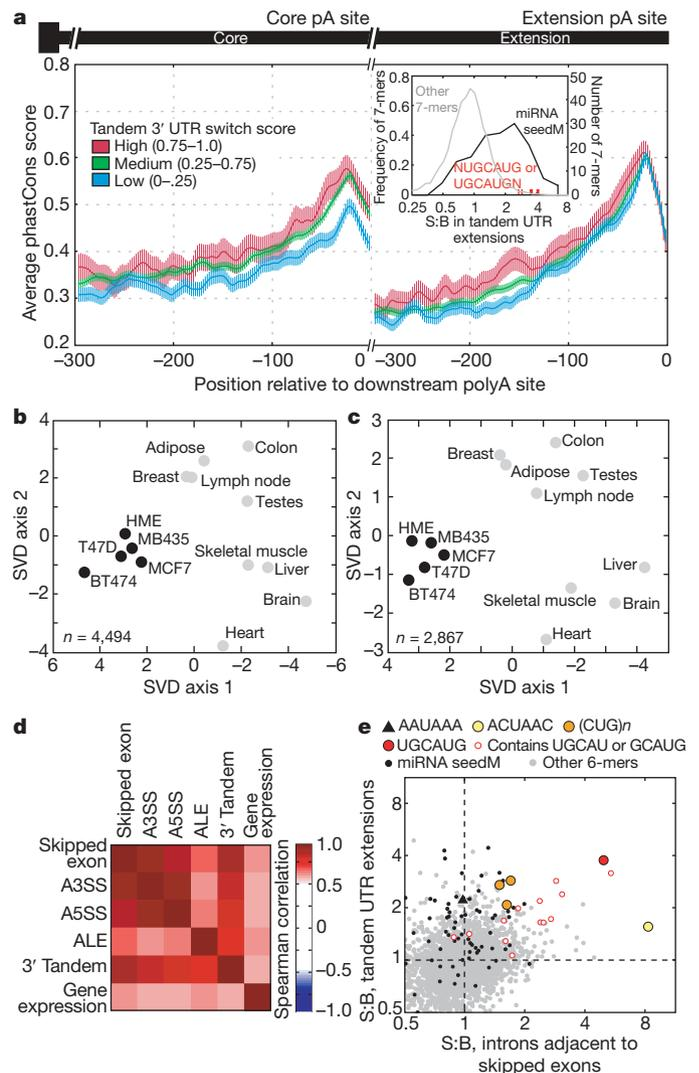 a
Core pA site
Extension pA site
Core
Extension
0.8
0.7
0.6
0.5
0.4
0.3
0.2
Average phastCons score
Tandem 3′ UTR switch score
High (0.75–1.0)
Medium (0.25–0.75)
Low (0–.25)
0.8
0.6
0.4
0.2
0
Frequency of 7-mers
Other
7-mers
miRNA
seedM
NUGCAUG or
UGCAUGN
50
40
30
20
10
0
Number of 7-mers
0.25 0.5 1 2 4 8
S:B in tandem UTR
extensions
–300 –200 –100 0
–300 –200 –100 0
Position relative to downstream polyA site
b
4
2
0
–2
–4
SVD axis 2
Adipose
Colon
Breast
Lymph node
Testes
HME
T47D
MB435
MCF7
BT474
Skeletal muscle
Liver
Brain
Heart
n = 4,494
6 4 2 0 –2 –4 –6
SVD axis 1
c
3
2
1
0
–1
–2
–3
SVD axis 2
Breast
Colon
Adipose
Testes
Lymph node
HME
MB435
MCF7
T47D
BT474
Liver
Skeletal muscle
Brain
Heart
n = 2,867
4 2 0 –2 –4
SVD axis 1
d
Skipped exon
A3SS
A5SS
ALE
3′ Tandem
Gene
expression
Skipped
exon
A3SS
A5SS
ALE
3′ Tandem
Gene
expression
Spearman correlation
1.0
0.5
0
–0.5
–1.0
e
AAUAAA ACUAAC (CUG)n
UGCAUG Contains UGCAU or GCAUG
miRNA seedM Other 6-mers
8
4
2
1
0.5
S:B, tandem UTR extensions
0.5 1 2 4 8
S:B, introns adjacent to
skipped exons